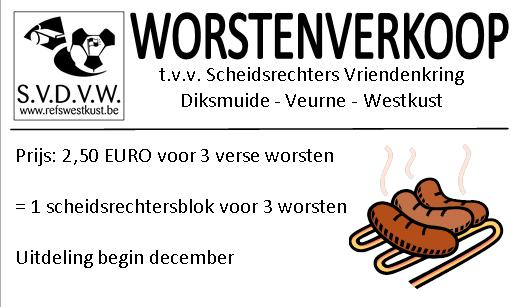 WORSTENVERKOOP
t.v.v. Scheidsrechters Vriendenkring
Diksmuide - Veurne - Westkust
S.V.D.V.W.
www.refswestkust.be
Prijs: 2,50 EURO voor 3 verse worsten
= 1 scheidsrechtersblok voor 3 worsten
Uitdeling begin december